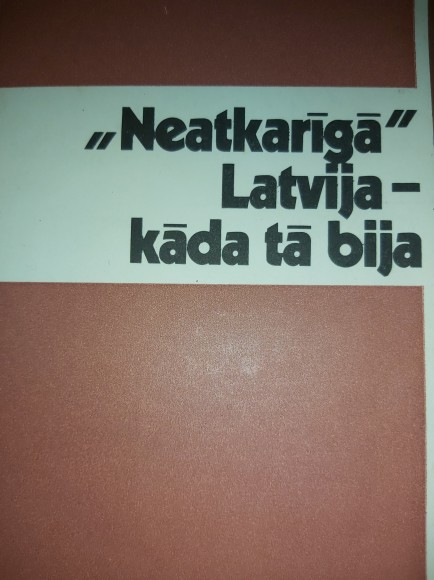 „Neatkarīgā”
Latvija –
kāda tā bija